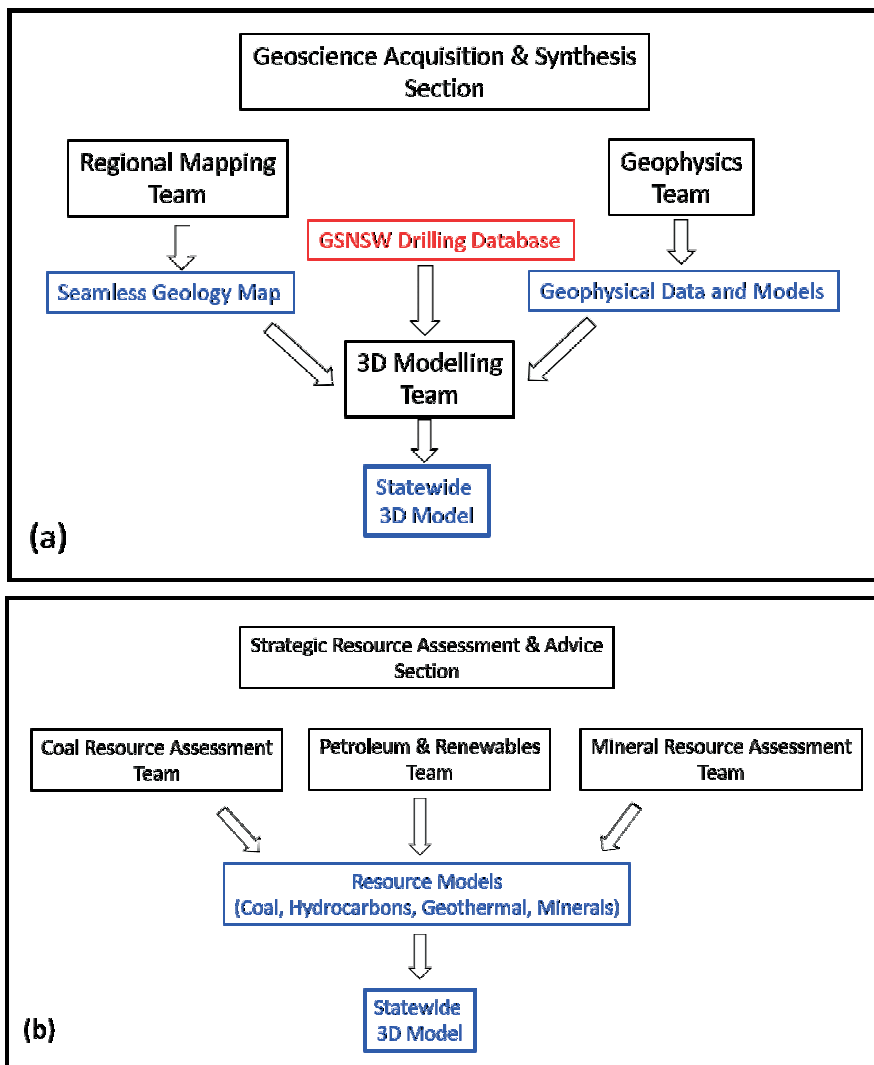 Geoscience Acquisition & Synthesis
Section
Regional Mapping
Team
Geophysics
Team
GSNSW Drilling Database
Seamless Geology Map
Geophysical Data and Models
3D Modelling
Team
Statewide
3D Model
(a)
Strategic Resource Assessment & Advice
Section
Coal Resource Assessment
Team
Petroleum & Renewables
Team
Mineral Resource Assessment
Team
Resource Models
(Coal, Hydrocarbons, Geothermal, Minerals)
Statewide
3D Model
(b)